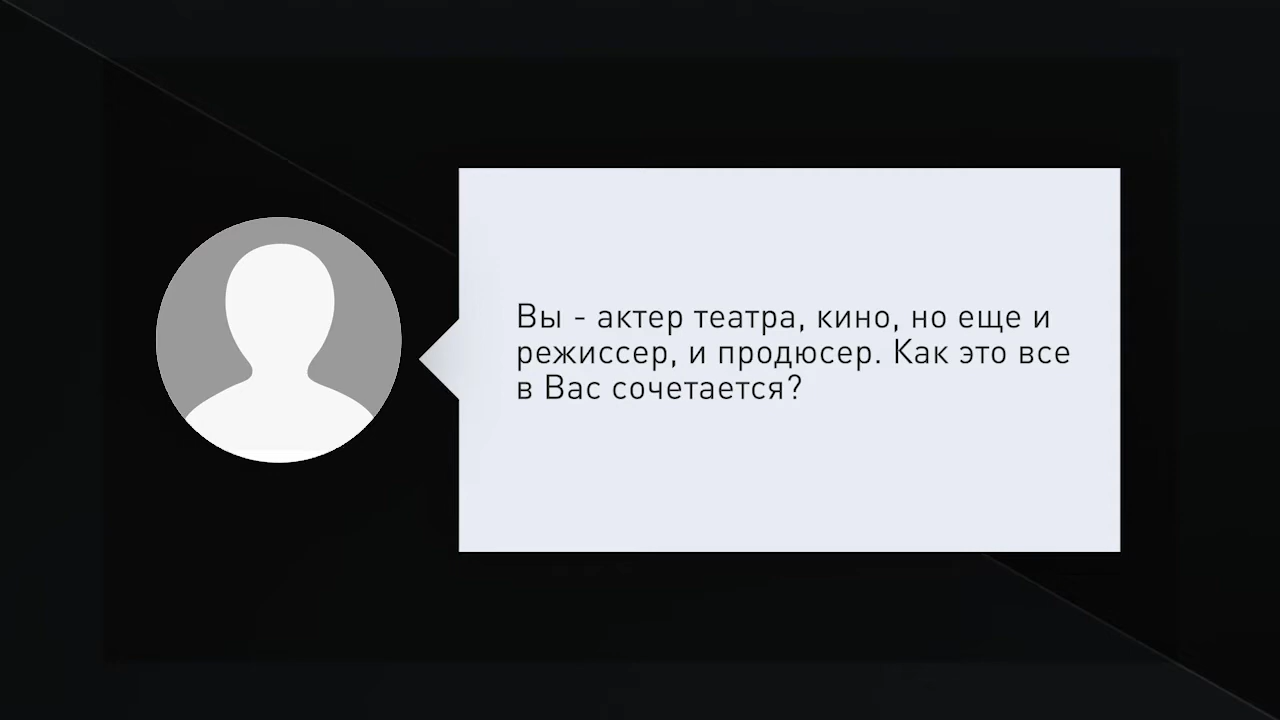 Вы - актер театра, кино, но еще и
режиссер, и продюсер. Как это все
в Вас сочетается?